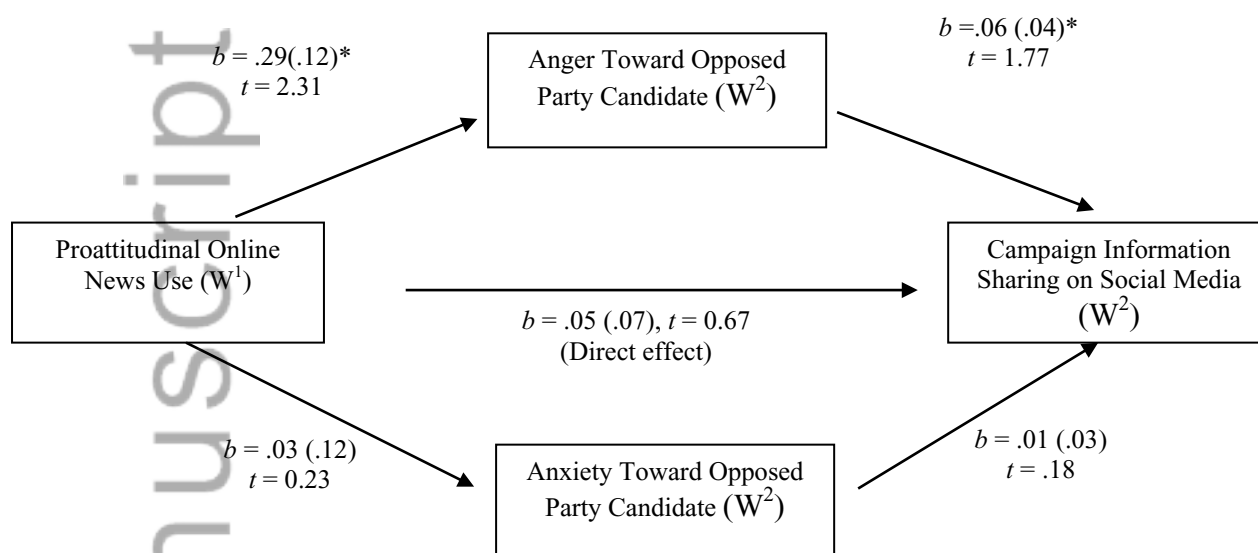 b = .29(.12)*
t = 2.31
Anger Toward Opposed
Party Candidate (W²)
b =.06 (.04)*
t = 1.77
Proattitudinal Online
News Use (W¹)
b = .05 (.07), t = 0.67
(Direct effect)
Campaign Information
Sharing on Social Media
(W²)
b = .03 (.12)
t = 0.23
Anxiety Toward Opposed
Party Candidate (W²)
b = .01 (.03)
t = .18
nuscript